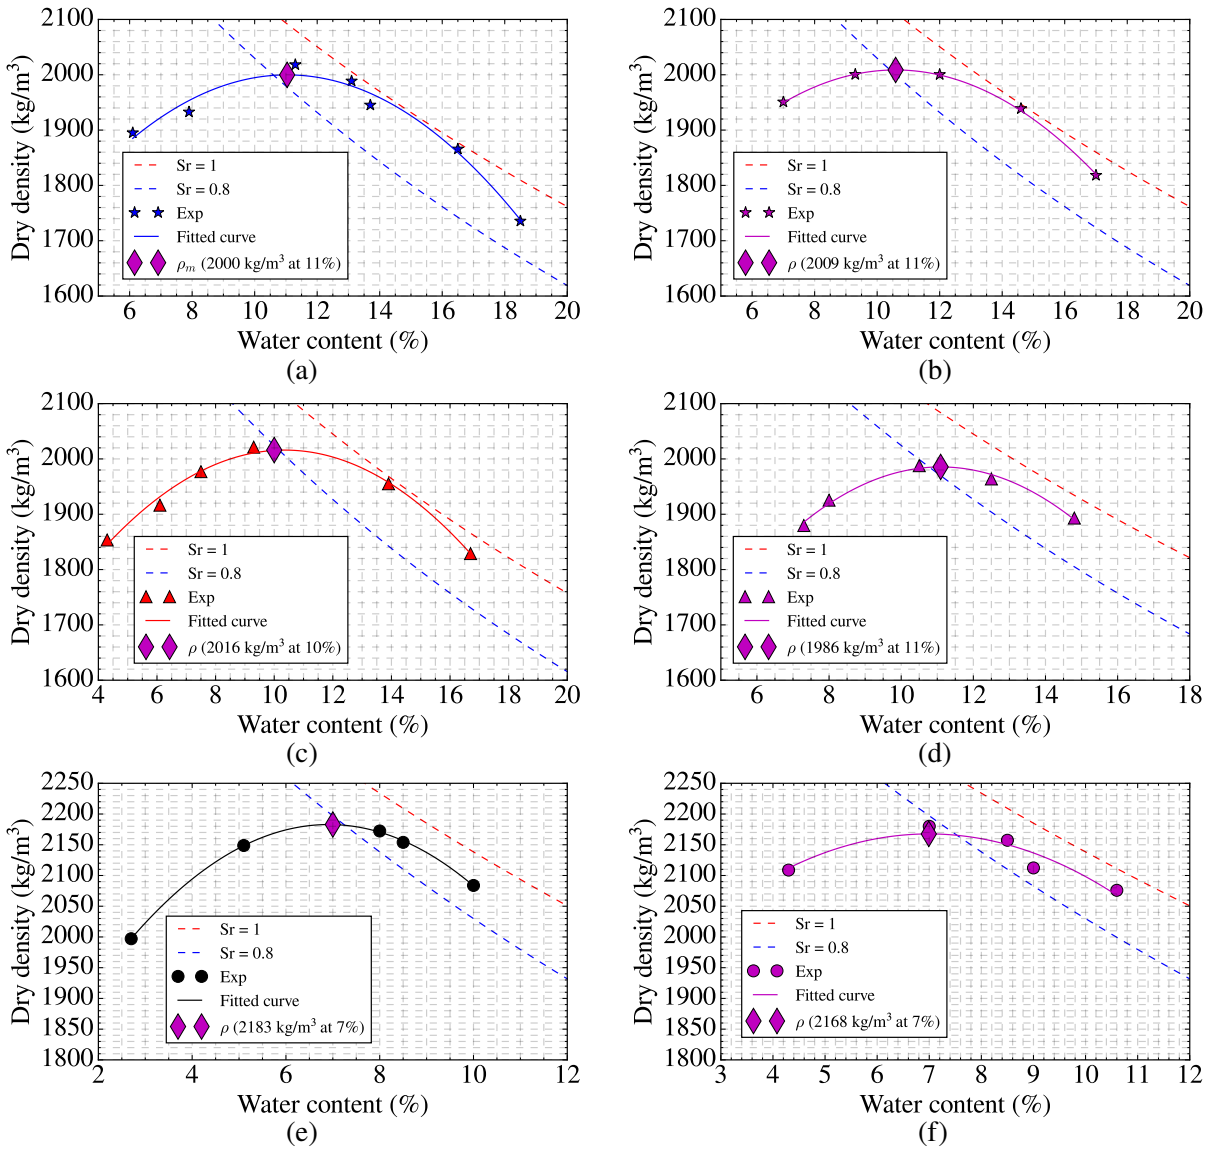 2100
2000
1900
1800
1700
1600
Dry density (kg/m³)
Sr = 1
Sr = 0.8
Exp
Fitted curve
ρₘ (2000 kg/m³ at 11%)
6 8 10 12 14 16 18 20
Water content (%)
(a)
2100
2000
1900
1800
1700
1600
Dry density (kg/m³)
Sr = 1
Sr = 0.8
Exp
Fitted curve
ρ (2009 kg/m³ at 11%)
6 8 10 12 14 16 18 20
Water content (%)
(b)
2100
2000
1900
1800
1700
1600
Dry density (kg/m³)
Sr = 1
Sr = 0.8
Exp
Fitted curve
ρ (2016 kg/m³ at 10%)
4 6 8 10 12 14 16 18 20
Water content (%)
(c)
2100
2000
1900
1800
1700
1600
Dry density (kg/m³)
Sr = 1
Sr = 0.8
Exp
Fitted curve
ρ (1986 kg/m³ at 11%)
6 8 10 12 14 16 18
Water content (%)
(d)
2250
2200
2150
2100
2050
2000
1950
1900
1850
1800
Dry density (kg/m³)
Sr = 1
Sr = 0.8
Exp
Fitted curve
ρ (2183 kg/m³ at 7%)
2 4 6 8 10 12
Water content (%)
(e)
2250
2200
2150
2100
2050
2000
1950
1900
1850
1800
Dry density (kg/m³)
Sr = 1
Sr = 0.8
Exp
Fitted curve
ρ (2168 kg/m³ at 7%)
3 4 5 6 7 8 9 10 11 12
Water content (%)
(f)